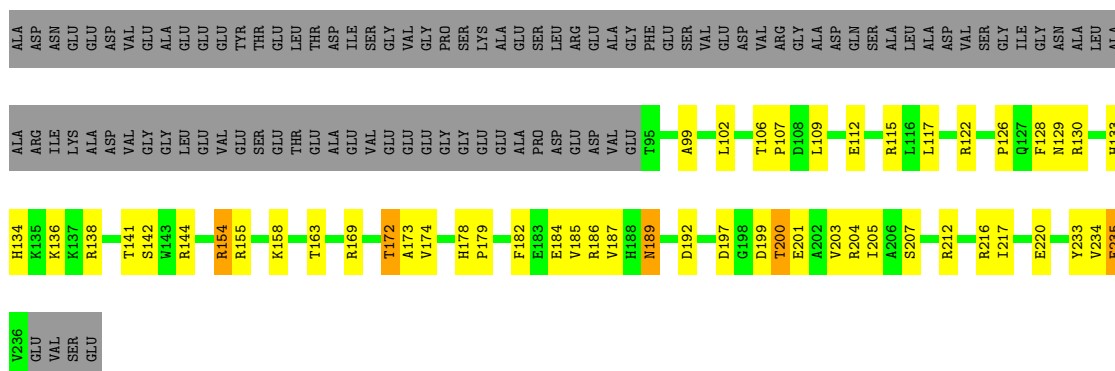 ALA ASP ASN GLU GLU ASP VAL GLU ALA GLU GLU TYR THR GLU LEU THR ASP ILE SER GLY VAL GLY PRO SER LYS ALA GLU SER LEU ARG GLU ALA GLY PHE GLU SER VAL GLU ASP VAL ARG GLY ALA ASP GLN SER ALA LEU ALA ASP VAL SER GLY ILE GLY ASN ALA LEU ALA
ALA ARG ILE LYS ALA ASP VAL GLY GLY LEU GLU VAL GLU SER GLU THR GLU ALA GLU VAL GLU GLU GLU GLY GLY GLU GLU ALA PRO ASP GLU ASP VAL GLU T95 A99 L102 T106 P107 D108 L109 E112 R115 L116 L117 R122 P126 Q127 F128 N129 R130 H133
H134 K135 K136 K137 R138 T141 S142 W143 R144 R154 R155 K158 T163 R169 T172 A173 V174 H178 P179 F182 E183 E184 V185 R186 V187 H188 N189 D192 D197 G198 D199 T200 E201 A202 V203 R204 I205 A206 S207 R212 R216 I217 E220 Y233 V234
V236 GLU VAL SER GLU